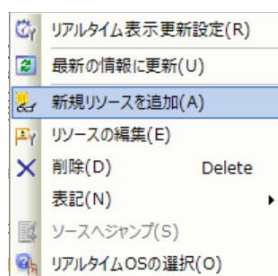 リアルタイム表示更新設定(R)
最新の情報に更新(U)
新規リソースを追加(A)
リソースの編集(E)
削除(D) Delete
表記(N)
ソースへジャンプ(S)
リアルタイムOSの選択(O)